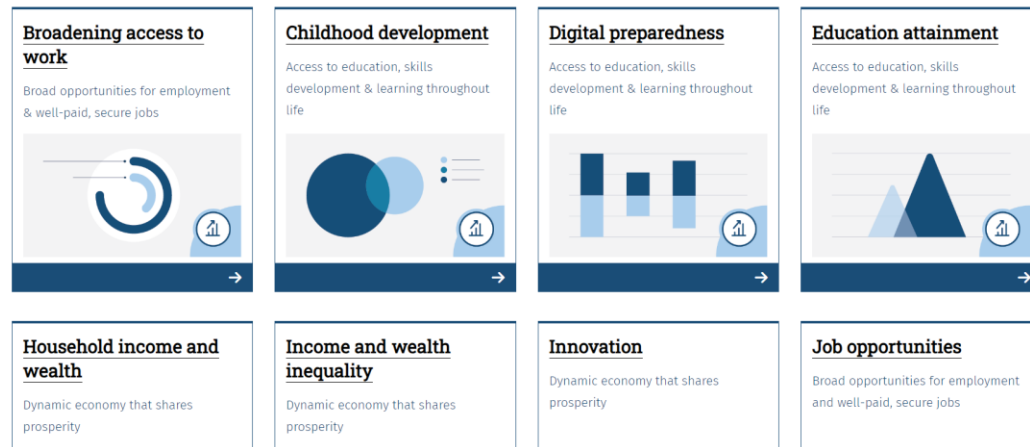 Broadening access to
work
Broad opportunities for employment
& well-paid, secure jobs
Childhood development
Access to education, skills
development & learning throughout
life
Digital preparedness
Access to education, skills
development & learning throughout
life
Education attainment
Access to education, skills
development & learning throughout
life
Household income and
wealth
Dynamic economy that shares
prosperity
Income and wealth
inequality
Dynamic economy that shares
prosperity
Innovation
Dynamic economy that shares
prosperity
Job opportunities
Broad opportunities for employment
and well-paid, secure jobs